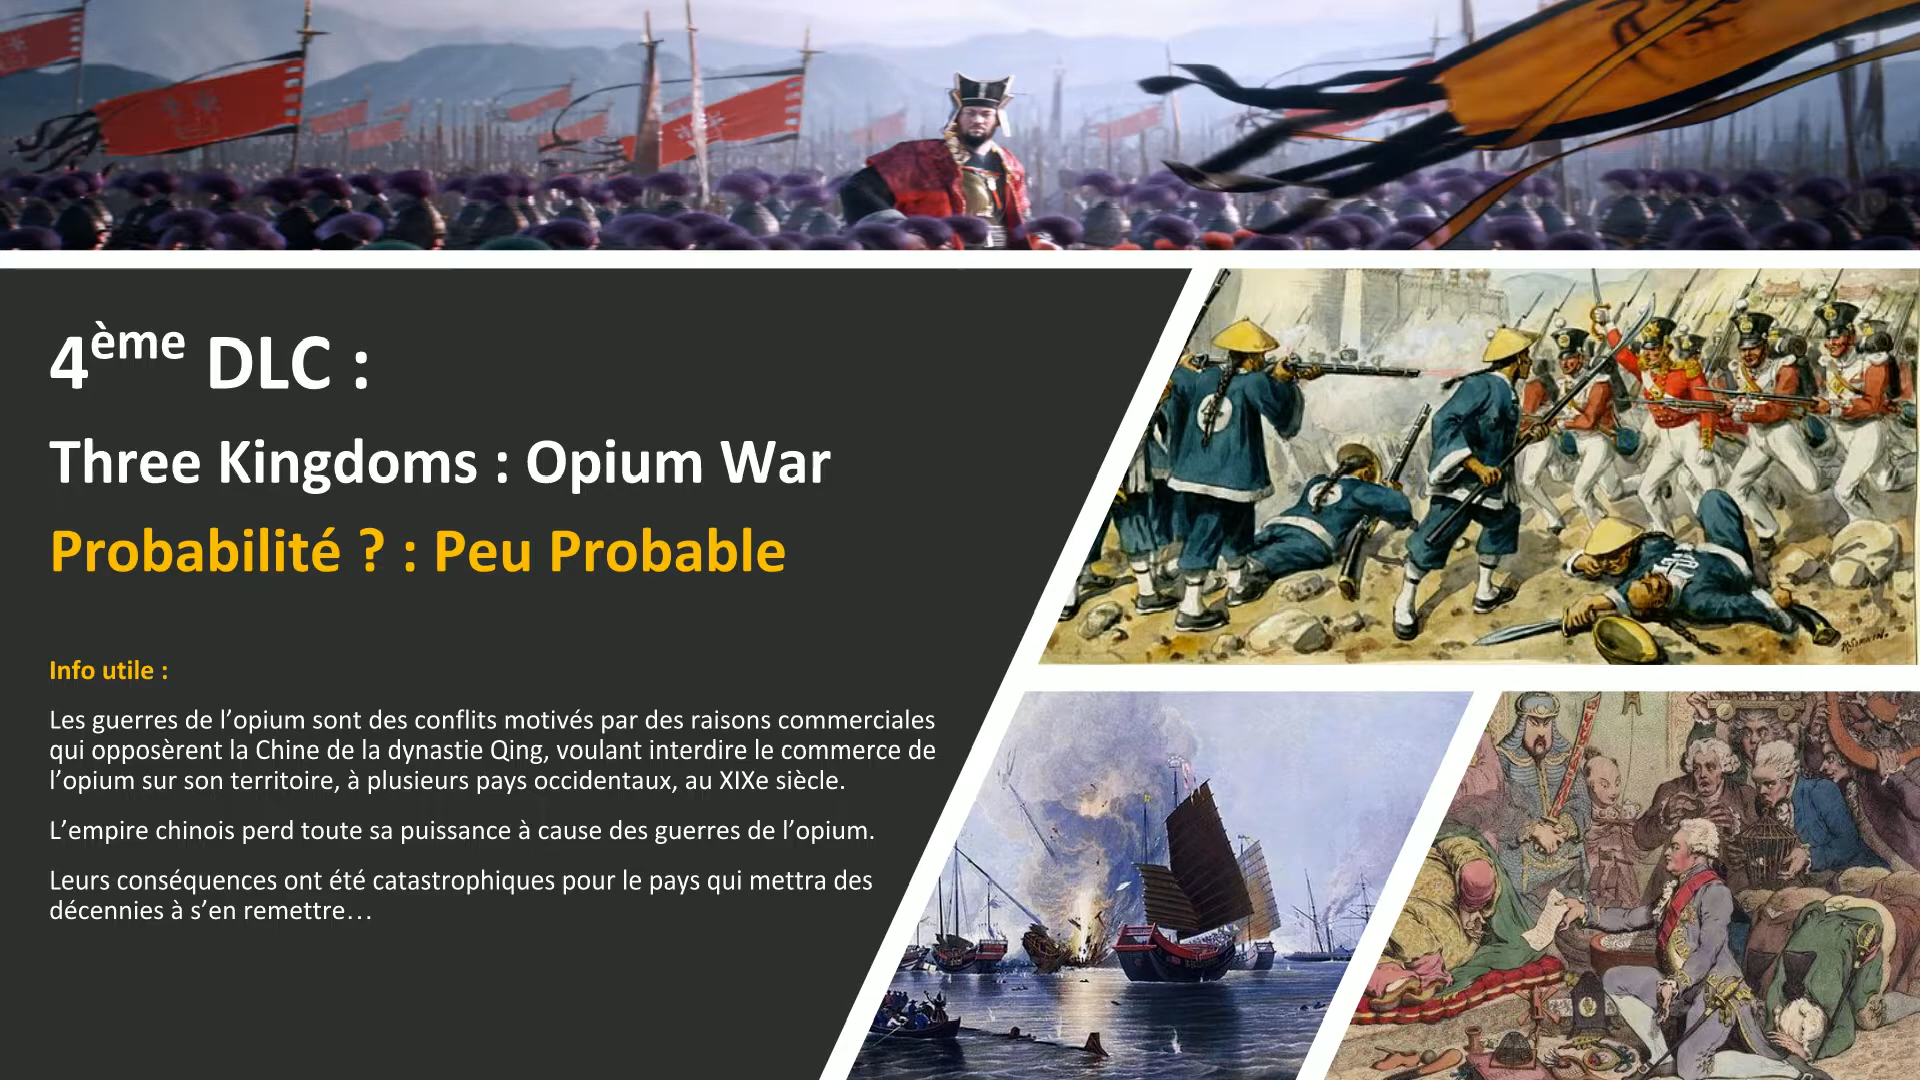 4ème DLC :
Three Kingdoms : Opium War
Probabilité ? : Peu Probable
Info utile :
Les guerres de l’opium sont des conflits motivés par des raisons commerciales
qui opposèrent la Chine de la dynastie Qing, voulant interdire le commerce de
l’opium sur son territoire, à plusieurs pays occidentaux, au XIXe siècle.
L’empire chinois perd toute sa puissance à cause des guerres de l’opium.
Leurs conséquences ont été catastrophiques pour le pays qui mettra des
décennies à s’en remettre…